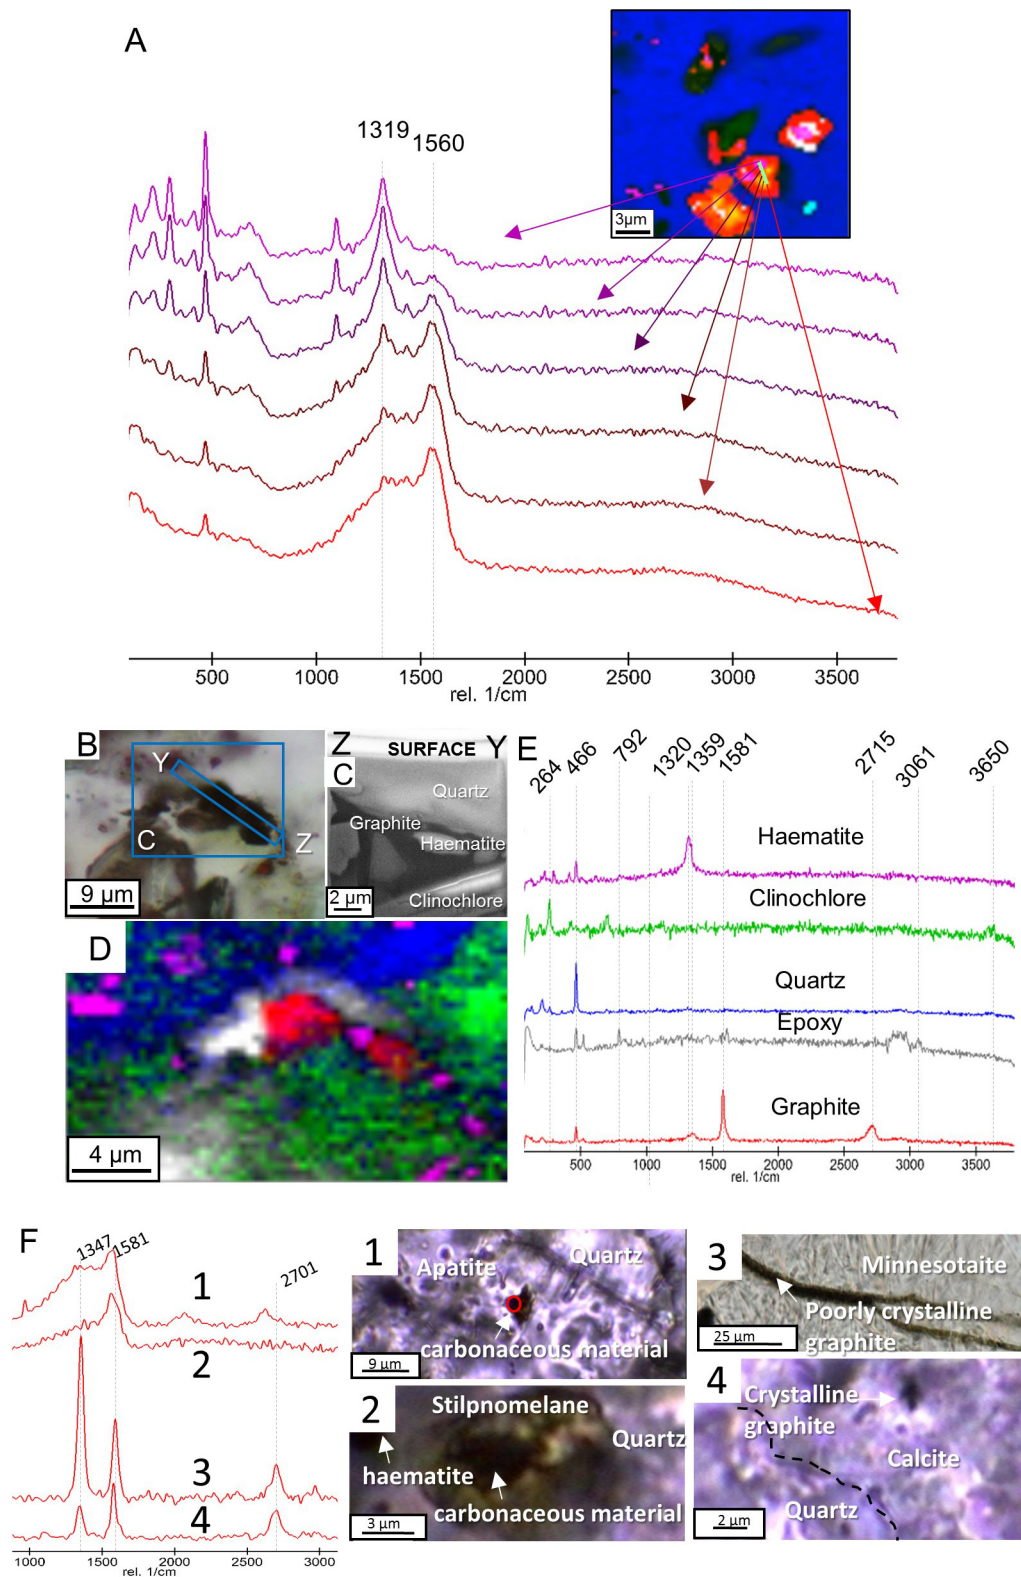 A
1319
1560
3µm
500
1000
1500
2000
2500
3000
3500
rel. 1/cm
B
Y
C
Z
9 µm
Z
SURFACE
Y
C
Quartz
Graphite
Haematite
Clinochlore
2 µm
D
4 µm
E
264
466
792
1320
1359
1581
2715
3061
3650
Haematite
Clinochlore
Quartz
Epoxy
Graphite
500
1000
1500
2000
2500
3000
3500
rel. 1/cm
F
1347
1581
2701
1
2
3
4
1000
1500
2000
2500
3000
rel. 1/cm
1
Apatite
Quartz
carbonaceous material
9 µm
2
Stilpnomelane
Quartz
haematite
carbonaceous material
3 µm
3
Minnesotaite
Poorly crystalline
graphite
25 µm
4
Crystalline
graphite
Calcite
Quartz
2 µm